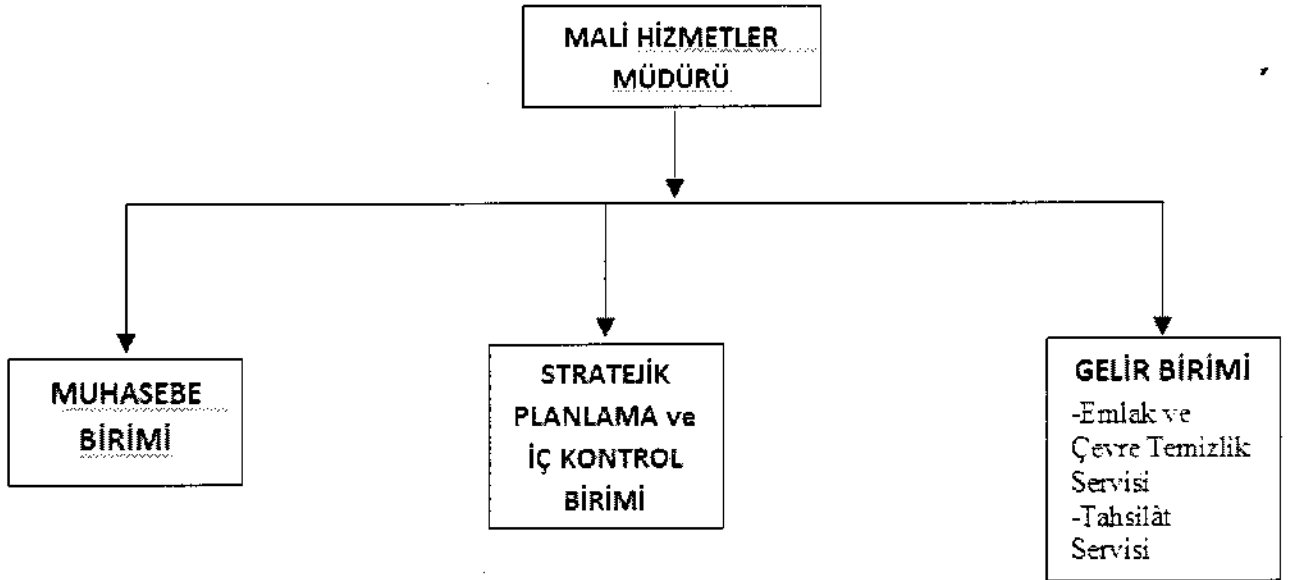 MALİ HİZMETLER
MÜDÜRÜ
MUHASEBE
BİRİMİ
STRATEJİK
PLANLAMA ve
İÇ KONTROL
BİRİMİ
GELİR BİRİMİ
-Emlak ve
Çevre Temizlik
Servisi
-Tahsilât
Servisi